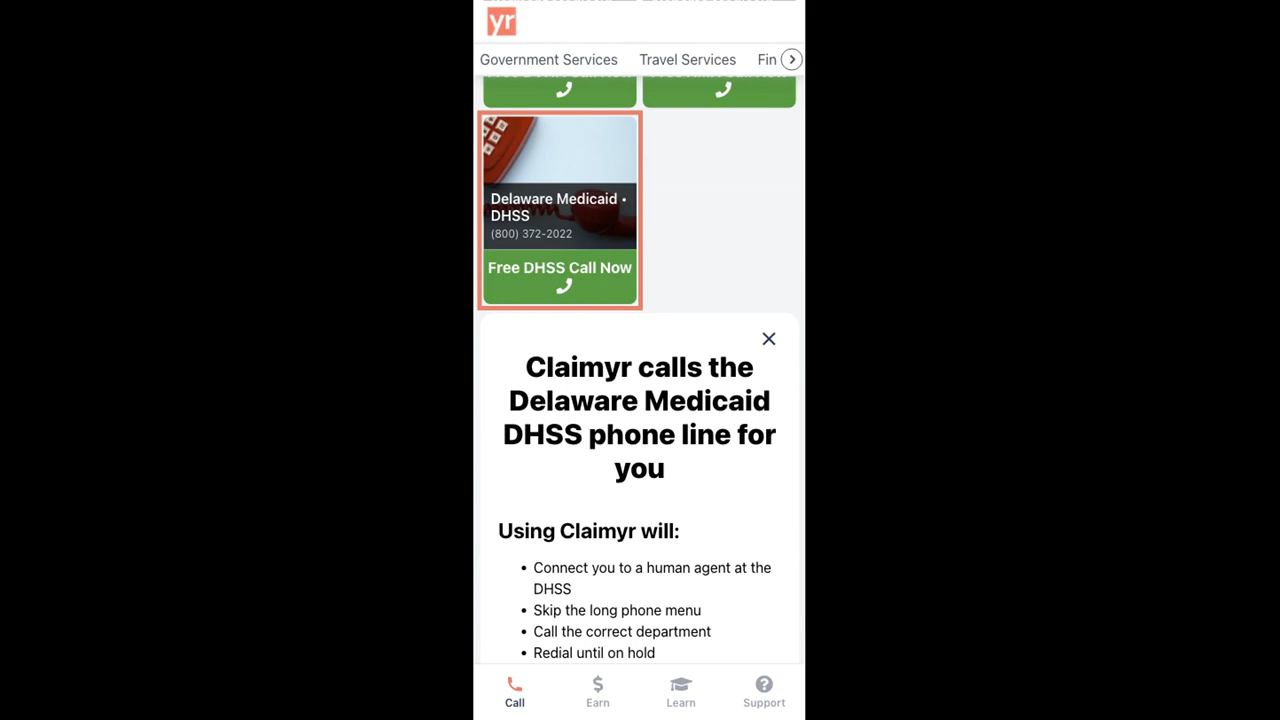 yr
Government Services Travel Services Fin
Delaware Medicaid •
DHSS
(800) 372-2022
Free DHSS Call Now
Claimyr calls the
Delaware Medicaid
DHSS phone line for
you
Using Claimyr will:
• Connect you to a human agent at the
DHSS
• Skip the long phone menu
• Call the correct department
• Redial until on hold
Call Earn Learn Support